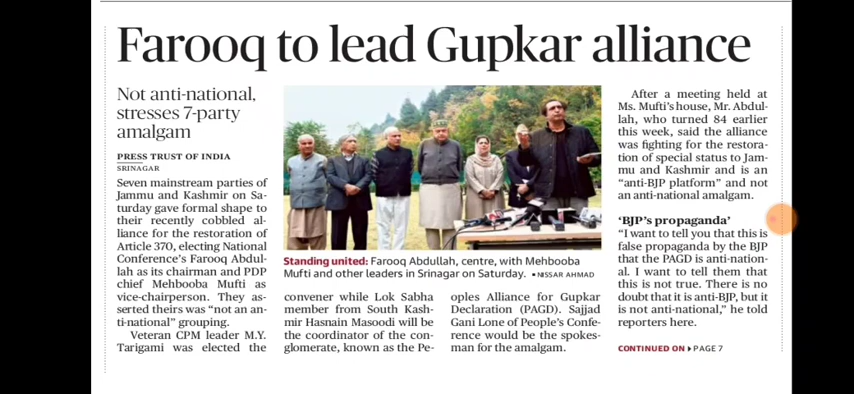 Farooq to lead Gupkar alliance
Not anti-national,
stresses 7-party
amalgam
PRESS TRUST OF INDIA
SRINAGAR
Seven mainstream parties of
Jammu and Kashmir on Sa-
turday gave formal shape to
their recently cobbled al-
liance for the restoration of
Article 370, electing National
Conference’s Farooq Abdul-
lah as its chairman and PDP
chief Mehbooba Mufti as
vice-chairperson. They as-
serted theirs was “not an an-
ti-national” grouping.
Veteran CPM leader M.Y.
Tarigami was elected the
Standing united: Farooq Abdullah, centre, with Mehbooba
Mufti and other leaders in Srinagar on Saturday. • NISSAR AHMAD
convener while Lok Sabha
member from South Kash-
mir Hasnain Masoodi will be
the coordinator of the con-
glomerate, known as the Pe-
oples Alliance for Gupkar
Declaration (PAGD). Sajjad
Gani Lone of People’s Confe-
rence would be the spokes-
man for the amalgam.
After a meeting held at
Ms. Mufti’s house, Mr. Abdul-
lah, who turned 84 earlier
this week, said the alliance
was fighting for the restora-
tion of special status to Jam-
mu and Kashmir and is an
“anti-BJP platform” and not
an anti-national amalgam.
‘BJP’s propaganda’
“I want to tell you that this is
false propaganda by the BJP
that the PAGD is anti-nation-
al. I want to tell them that
this is not true. There is no
doubt that it is anti-BJP, but it
is not anti-national,” he told
reporters here.
CONTINUED ON ▸ PAGE 7